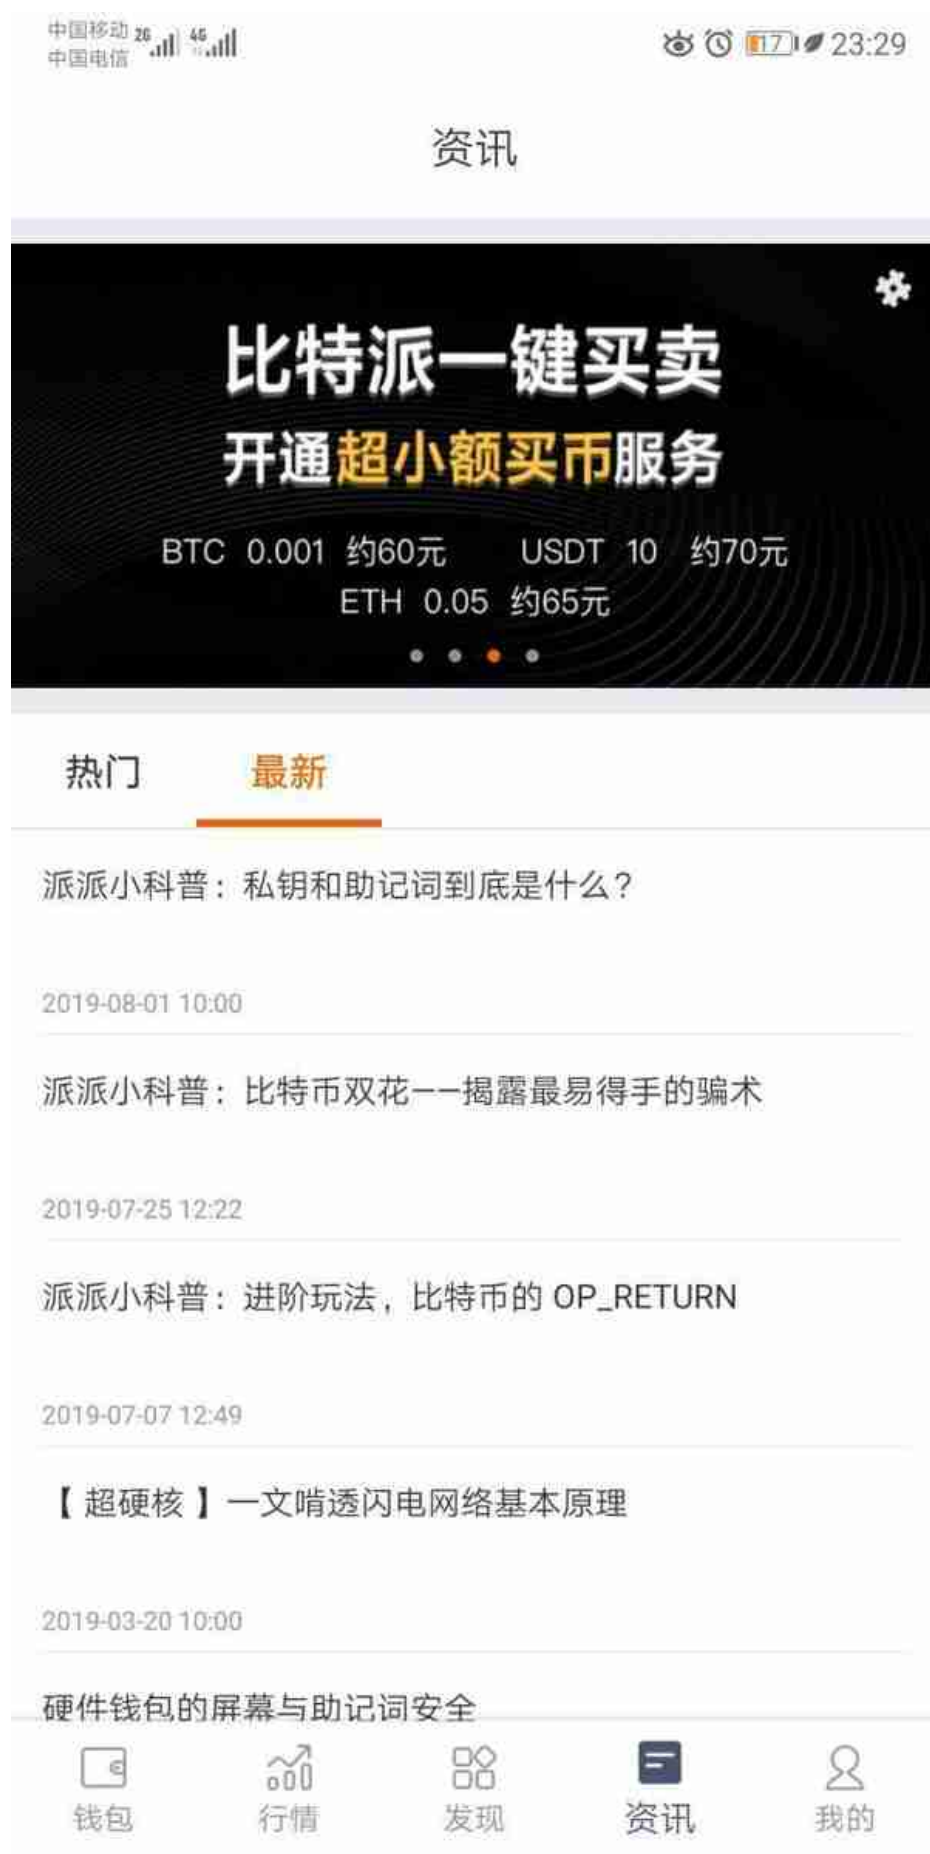 中国移动 2G 4G 17 23:29
中国电信
资讯
比特派一键买卖
开通超小额买币服务
BTC 0.001 约60元 USDT 10 约70元
ETH 0.05 约65元
热门 最新
派派小科普：私钥和助记词到底是什么？
2019-08-01 10:00
派派小科普：比特币双花——揭露最易得手的骗术
2019-07-25 12:22
派派小科普：进阶玩法，比特币的 OP_RETURN
2019-07-07 12:49
【 超硬核 】一文啃透闪电网络基本原理
2019-03-20 10:00
硬件钱包的屏幕与助记词安全
钱包 行情 发现 资讯 我的